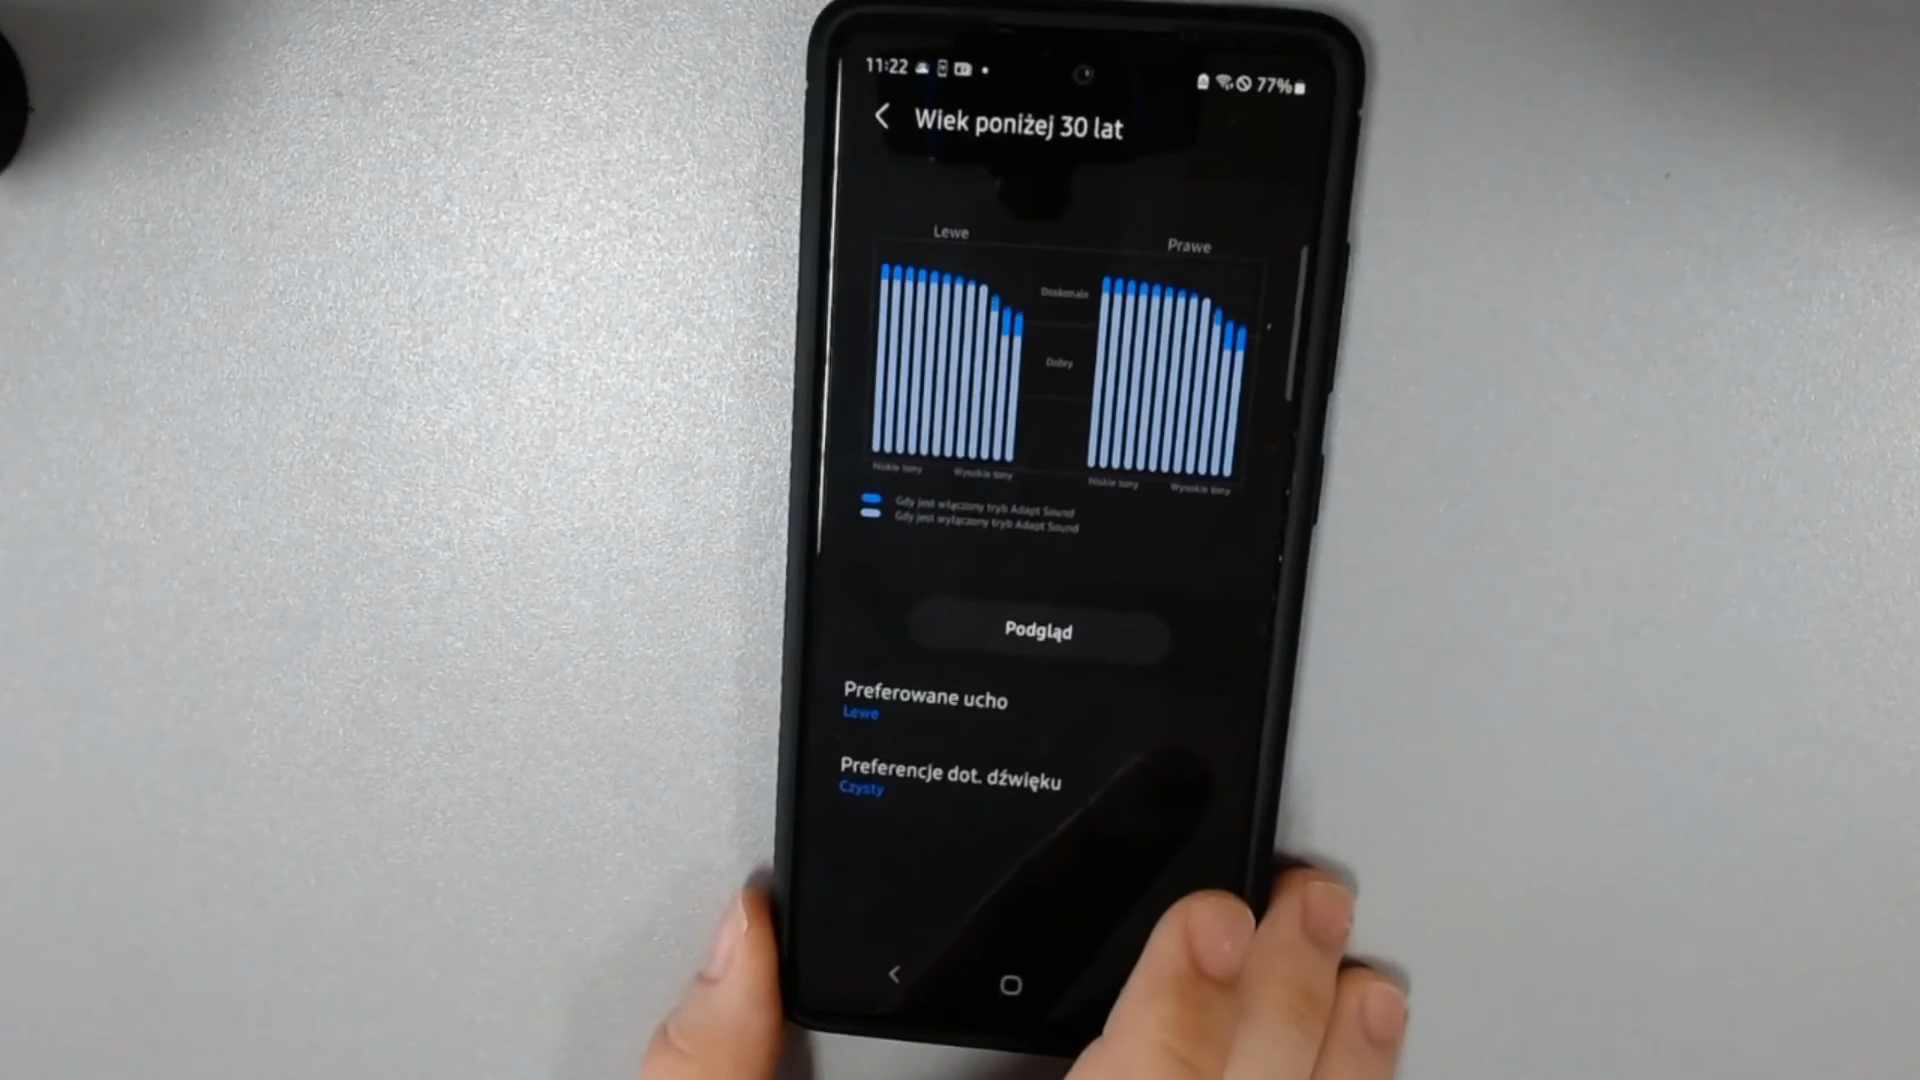 11:22
77%
Wiek poniżej 30 lat
Lewe
Prawe
Doskonale
Dobry
Niskie tony
Wysokie tony
Niskie tony
Wysokie tony
Gdy jest włączony tryb Adapt Sound
Gdy jest wyłączony tryb Adapt Sound
Podgląd
Preferowane ucho
Lewe
Preferencje dot. dźwięku
Czysty